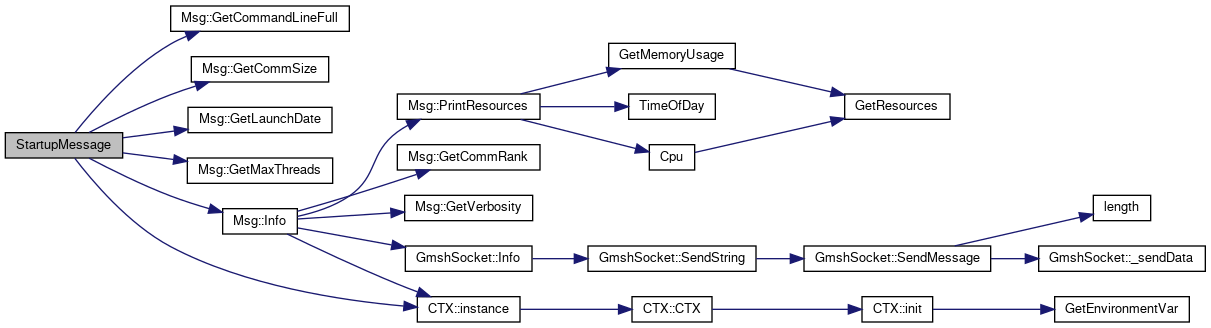 StartupMessage
Msg::GetCommandLineFull
Msg::GetCommSize
Msg::GetLaunchDate
Msg::GetMaxThreads
Msg::Info
Msg::PrintResources
GetMemoryUsage
TimeOfDay
Cpu
GetResources
Msg::GetCommRank
Msg::GetVerbosity
GmshSocket::Info
GmshSocket::SendString
GmshSocket::SendMessage
length
GmshSocket::_sendData
CTX::instance
CTX::CTX
CTX::init
GetEnvironmentVar